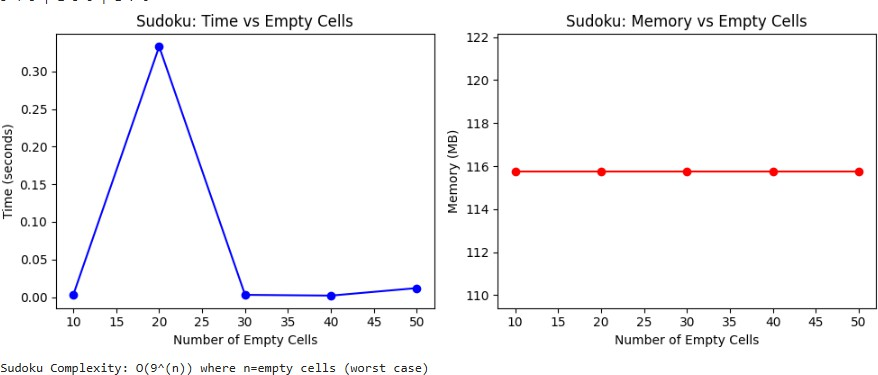 Sudoku: Time vs Empty Cells
Time (seconds)
0.30
0.25
0.20
0.15
0.10
0.05
0.00
10 15 20 25 30 35 40 45 50
Number of Empty Cells
Sudoku: Memory vs Empty Cells
Memory (MB)
122
120
118
116
114
112
110
10 15 20 25 30 35 40 45 50
Number of Empty Cells
Sudoku Complexity: O(9^(n)) where n=empty cells (worst case)